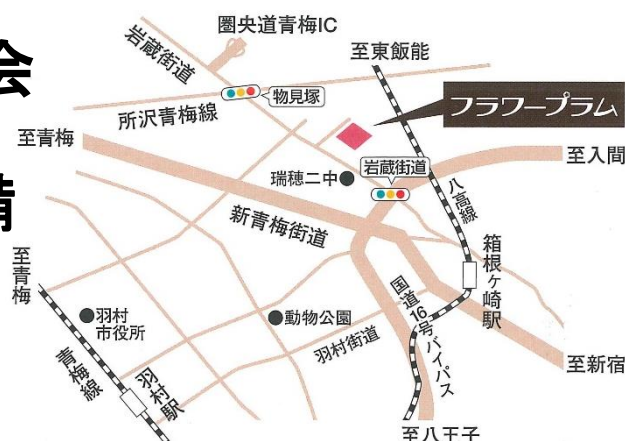 会
備
圏央道青梅IC
岩蔵街道
至東飯能
物見塚
所沢青梅線
フラワープラム
至青梅
至入間
岩蔵街道
瑞穂二中
八高線
新青梅街道
箱根ヶ崎駅
至青梅
羽村
市役所
動物公園
国道16号バイパス
羽村街道
青梅線
羽村駅
至新宿
至八王子